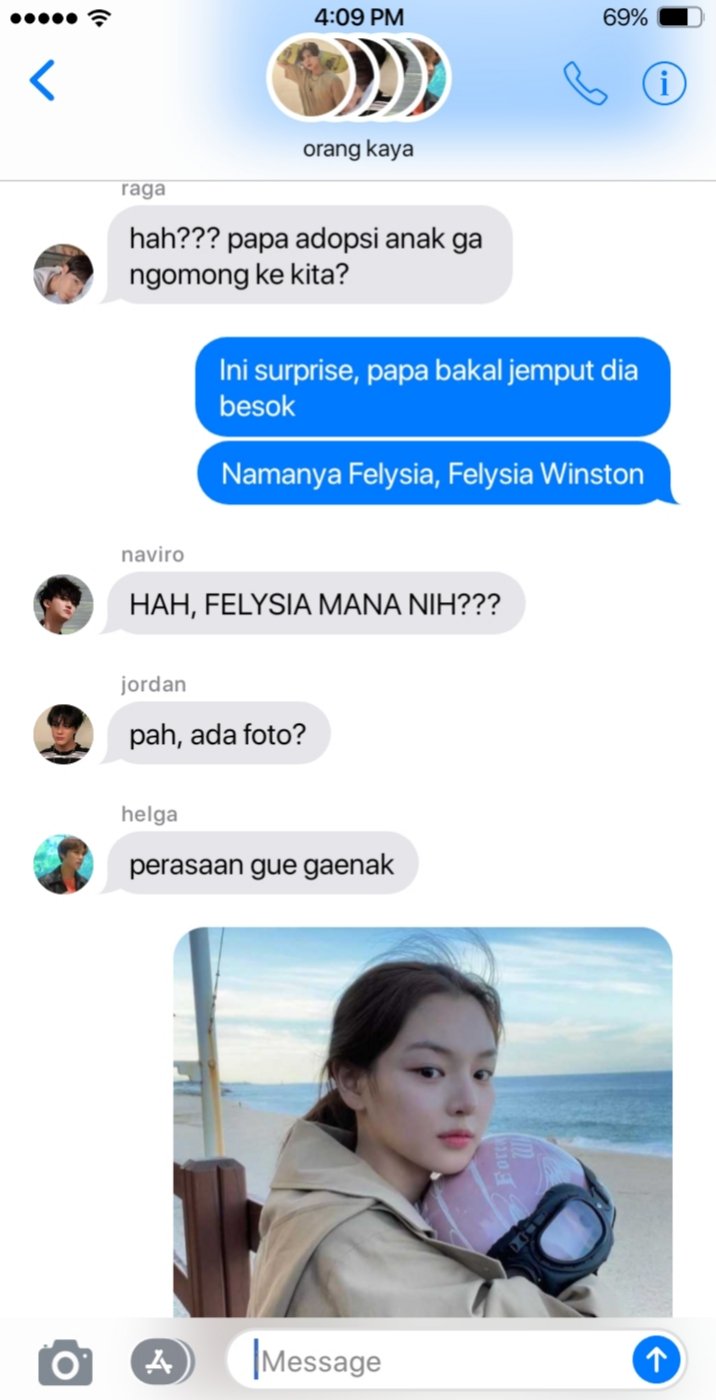 4:09 PM
69%
orang kaya
raga
hah??? papa adopsi anak ga
ngomong ke kita?
Ini surprise, papa bakal jemput dia
besok
Namanya Felysia, Felysia Winston
naviro
HAH, FELYSIA MANA NIH???
jordan
pah, ada foto?
helga
perasaan gue gaenak
Message